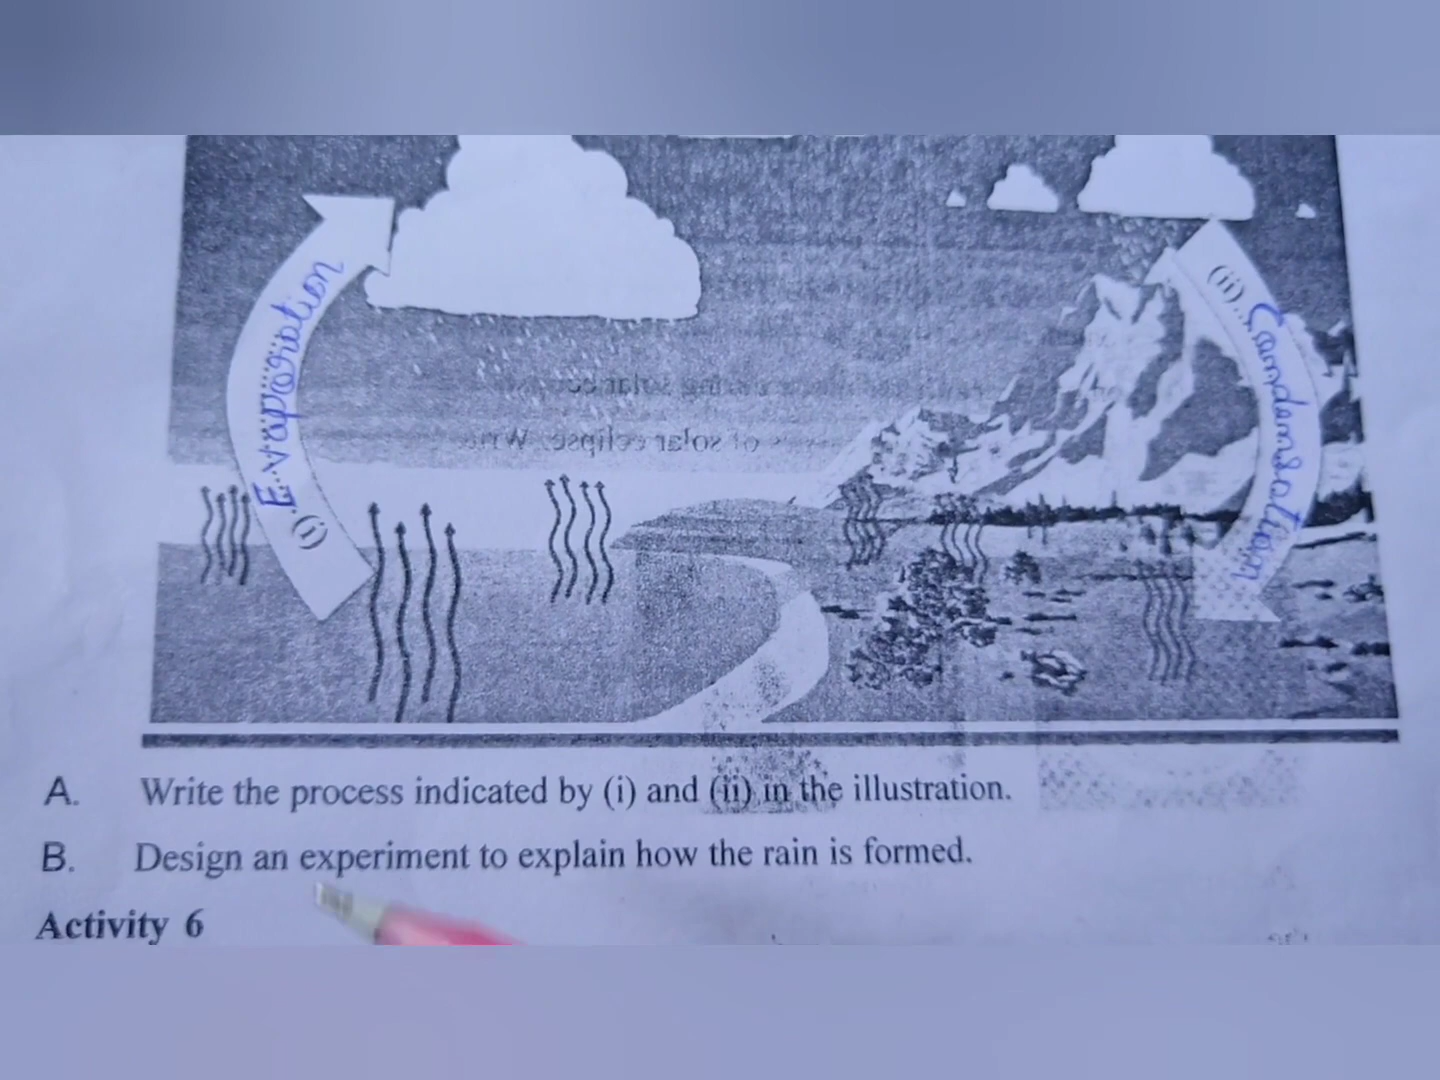 (i) Evaporation
(ii) Condensation
A. Write the process indicated by (i) and (ii) in the illustration.
B. Design an experiment to explain how the rain is formed.
Activity 6